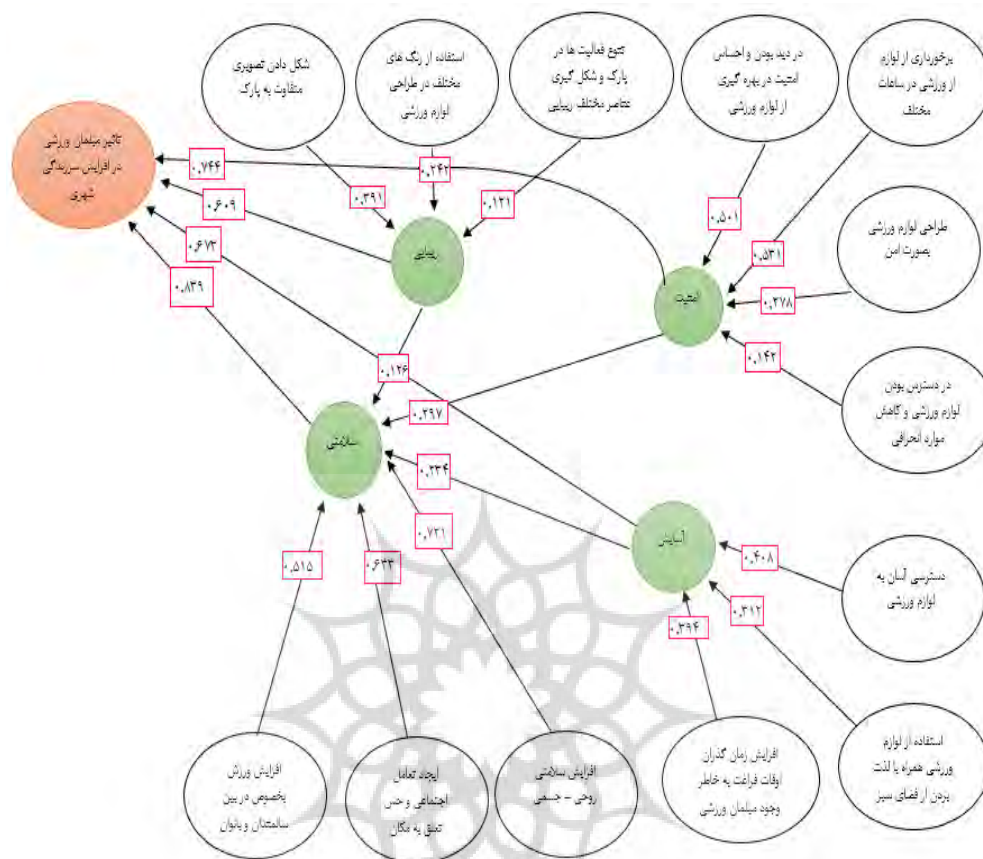 شکل دادن تصویری
متفاوت به پارک
استفاده از رنگ های
مختلف در طراحی
لوازم ورزشی
تنوع فعالیت ها در
پارک و شکل گیری
عناصر مختلف زیبایی
در دید بودن و احساس
امنیت در بهره گیری
از لوازم ورزشی
برخورداری از لوازم
از ورزشی در ساعات
مختلف
تاثیر مبلمان ورزشی
در افزایش سرزندگی
شهری
۰,۷۴۴
۰,۶۰۹
۰,۶۷۳
۰,۸۳۹
۰,۳۹۱
۰,۲۴۲
۰,۱۲۱
۰,۵۰۱
۰,۵۳۱
۰,۲۷۸
۰,۱۴۲
زیبایی
امنیت
طراحی لوازم ورزشی
بصورت امن
در دسترس بودن
لوازم ورزشی و کاهش
موارد انحرافی
۰,۱۲۶
۰,۲۹۷
۰,۲۳۴
سلامتی
آسایش
۰,۵۱۵
۰,۶۳۳
۰,۷۲۱
۰,۴۰۸
۰,۳۱۲
۰,۳۹۴
دسترسی آسان به
لوازم ورزشی
افزایش ورزش
بخصوص در بین
سالمندان و بانوان
ایجاد تعامل
اجتماعی و حس
تعلق به مکان
افزایش سلامتی
روحی – جسمی
افزایش زمان گذران
اوقات فراغت به خاطر
وجود مبلمان ورزشی
استفاده از لوازم
ورزشی همراه با لذت
بردن از فضای سبز